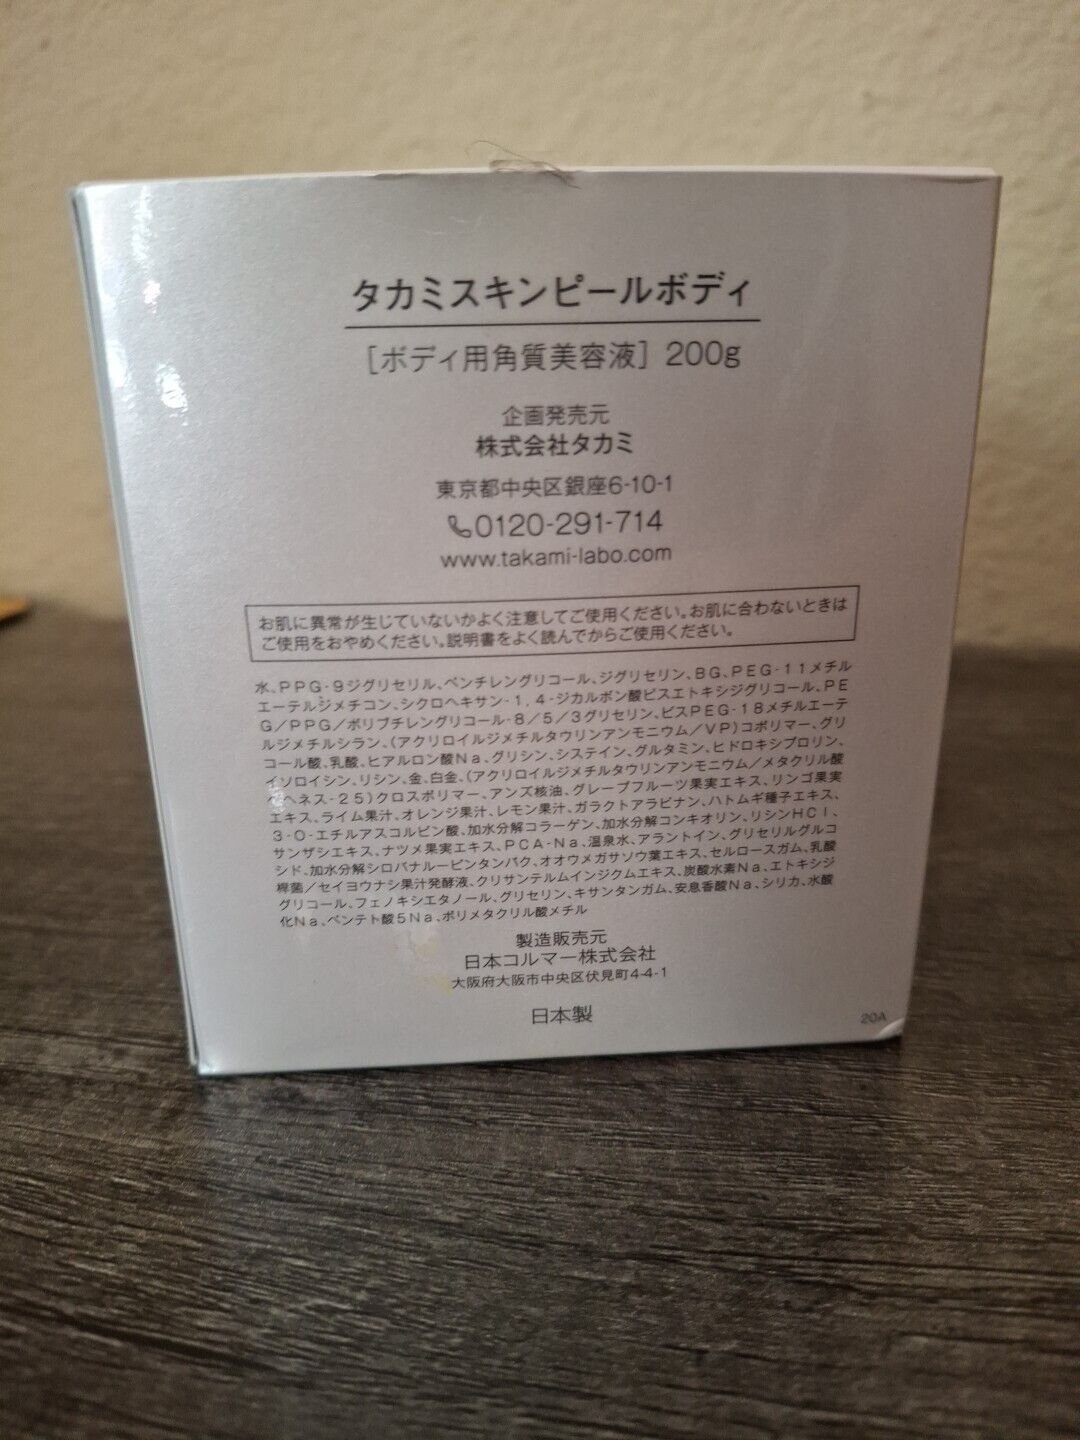 タカミスキンピールボディ
[ボディ用角質美容液] 200g
企画発売元
株式会社タカミ
東京都中央区銀座6-10-1
0120-291-714
www.takami-labo.com
お肌に異常が生じていないかよく注意してご使用ください。お肌に合わないときは
ご使用をおやめください。説明書をよく読んでからご使用ください。
水、PPG-9ジグリセリル、ペンチレングリコール、ジグリセリン、BG、PEG-11メチル
エーテルジメチコン、シクロヘキサン-1,4-ジカルボン酸ビスエトキシジグリコール、PE
G/PPG/ポリブチレングリコール-8/5/3グリセリン、ビスPEG-18メチルエーテ
ルジメチルシラン、(アクリロイルジメチルタウリンアンモニウム/VP)コポリマー、グリ
コール酸、乳酸、ヒアルロン酸Na、グリシン、システイン、グルタミン、ヒドロキシプロリン、
イソロイシン、リシン、金、白金、(アクリロイルジメチルタウリンアンモニウム/メタクリル酸
ヘネス-25)クロスポリマー、アンズ核油、グレープフルーツ果実エキス、リンゴ果実
エキス、ライム果汁、オレンジ果汁、レモン果汁、ガラクトアラビナン、ハトムギ種子エキス、
3-O-エチルアスコルビン酸、加水分解コラーゲン、加水分解コンキオリン、リシンHCl、
サンザシエキス、ナツメ果実エキス、PCA-Na、温泉水、アラントイン、グリセリルグルコ
シド、加水分解シロバナルーピンタンパク、オオウメガサソウ葉エキス、セルロースガム、乳酸
桿菌/セイヨウナシ果汁発酵液、クリサンテルムインジクムエキス、炭酸水素Na、エトキシジ
グリコール、フェノキシエタノール、グリセリン、キサンタンガム、安息香酸Na、シリカ、水酸
化Na、ペンテト酸5Na、ポリメタクリル酸メチル
製造販売元
日本コルマー株式会社
大阪府大阪市中央区伏見町4-4-1
日本製
20A